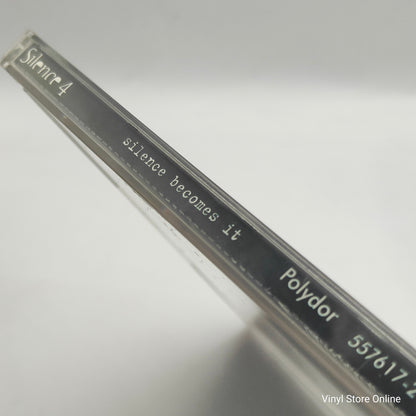 Silence 4
silence becomes it
Polydor 557617-2
Vinyl Store Online